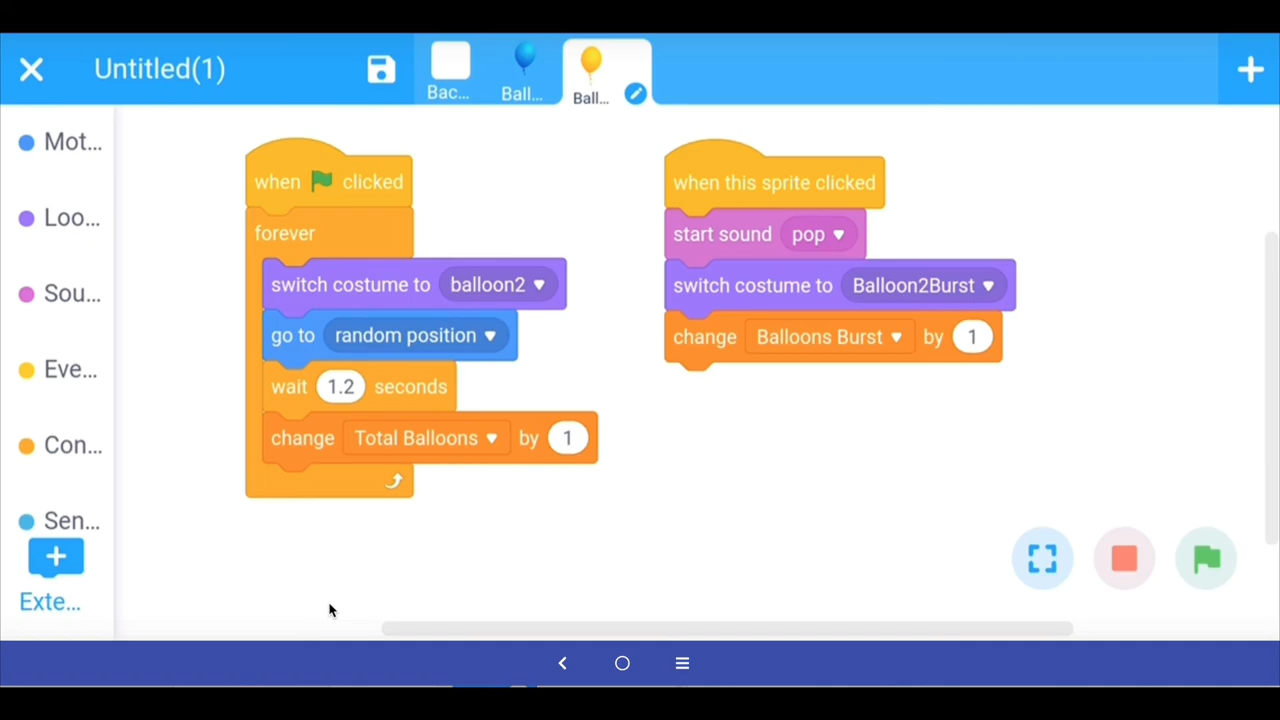 Untitled(1)
Bac...
Ball...
Ball...
Mot...
Loo...
Sou...
Eve...
Con...
Sen...
Exte...
when clicked
forever
switch costume to balloon2
go to random position
wait 1.2 seconds
change Total Balloons by 1
when this sprite clicked
start sound pop
switch costume to Balloon2Burst
change Balloons Burst by 1